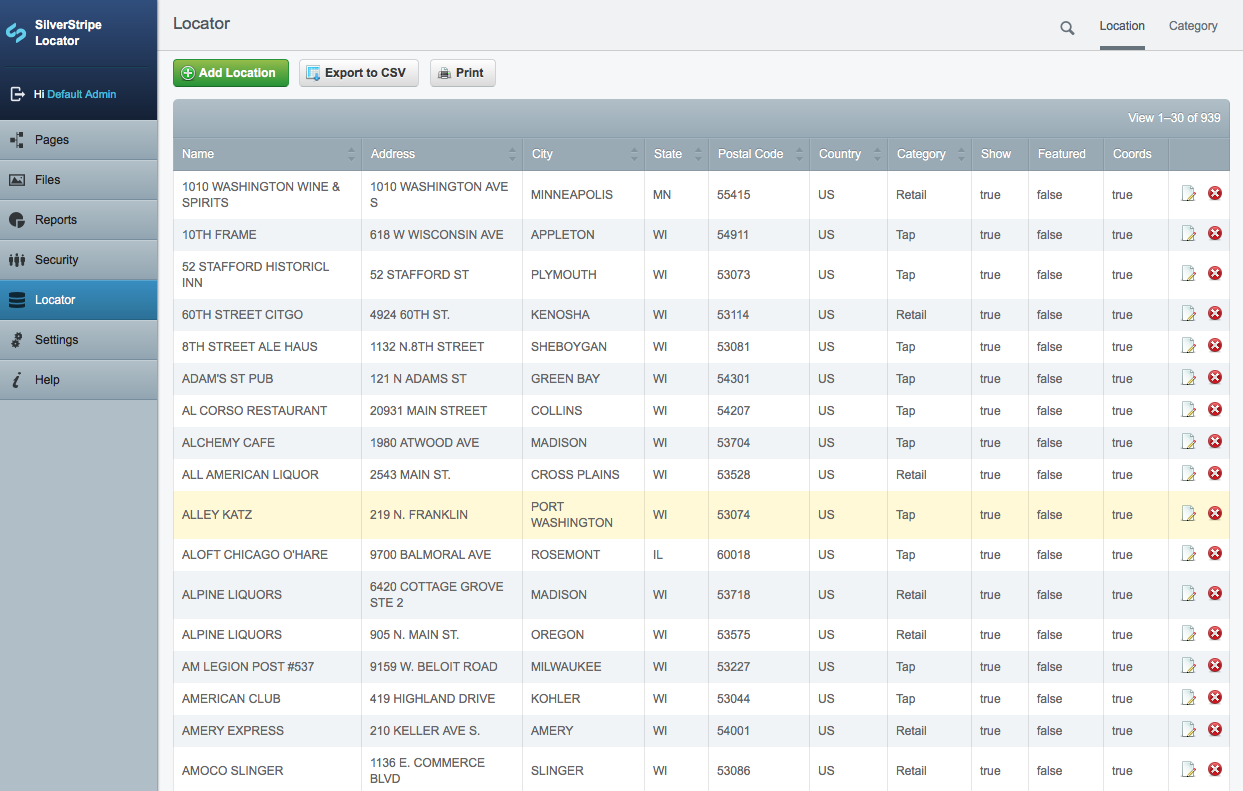 SilverStripe
Locator
Hi Default Admin
Pages
Files
Reports
Security
Locator
Settings
Help
Locator
Location Category
Add Location Export to CSV Print
View 1–30 of 939
Name Address City State Postal Code Country Category Show Featured Coords
1010 WASHINGTON WINE & SPIRITS 1010 WASHINGTON AVE S MINNEAPOLIS MN 55415 US Retail true false true
10TH FRAME 618 W WISCONSIN AVE APPLETON WI 54911 US Tap true false true
52 STAFFORD HISTORICL INN 52 STAFFORD ST PLYMOUTH WI 53073 US Tap true false true
60TH STREET CITGO 4924 60TH ST. KENOSHA WI 53114 US Retail true false true
8TH STREET ALE HAUS 1132 N.8TH STREET SHEBOYGAN WI 53081 US Tap true false true
ADAM'S ST PUB 121 N ADAMS ST GREEN BAY WI 54301 US Tap true false true
AL CORSO RESTAURANT 20931 MAIN STREET COLLINS WI 54207 US Tap true false true
ALCHEMY CAFE 1980 ATWOOD AVE MADISON WI 53704 US Tap true false true
ALL AMERICAN LIQUOR 2543 MAIN ST. CROSS PLAINS WI 53528 US Retail true false true
ALLEY KATZ 219 N. FRANKLIN PORT WASHINGTON WI 53074 US Tap true false true
ALOFT CHICAGO O'HARE 9700 BALMORAL AVE ROSEMONT IL 60018 US Tap true false true
ALPINE LIQUORS 6420 COTTAGE GROVE STE 2 MADISON WI 53718 US Retail true false true
ALPINE LIQUORS 905 N. MAIN ST. OREGON WI 53575 US Retail true false true
AM LEGION POST #537 9159 W. BELOIT ROAD MILWAUKEE WI 53227 US Tap true false true
AMERICAN CLUB 419 HIGHLAND DRIVE KOHLER WI 53044 US Tap true false true
AMERY EXPRESS 210 KELLER AVE S. AMERY WI 54001 US Retail true false true
AMOCO SLINGER 1136 E. COMMERCE BLVD SLINGER WI 53086 US Retail true false true